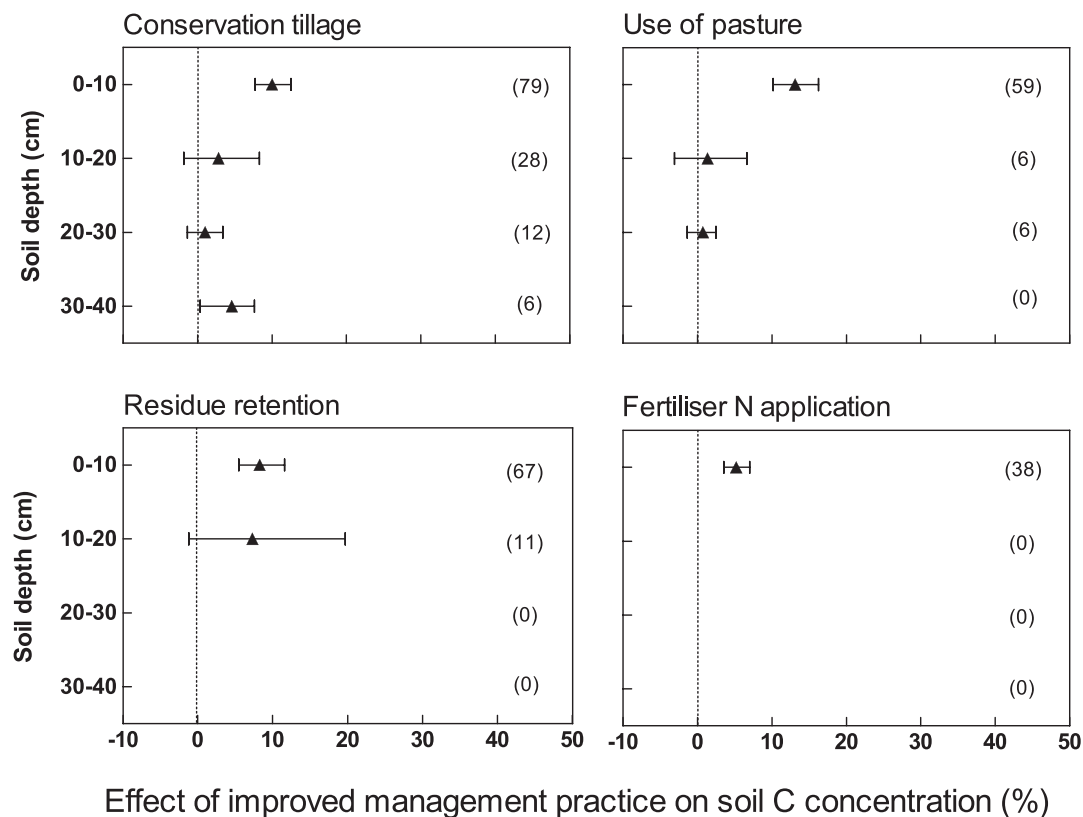 Conservation tillage
Soil depth (cm)
0-10
(79)
10-20
(28)
20-30
(12)
30-40
(6)
Use of pasture
(59)
(6)
(6)
(0)
Residue retention
Soil depth (cm)
0-10
(67)
10-20
(11)
20-30
(0)
30-40
(0)
-10 0 10 20 30 40 50
Fertiliser N application
(38)
(0)
(0)
(0)
-10 0 10 20 30 40 50
Effect of improved management practice on soil C concentration (%)